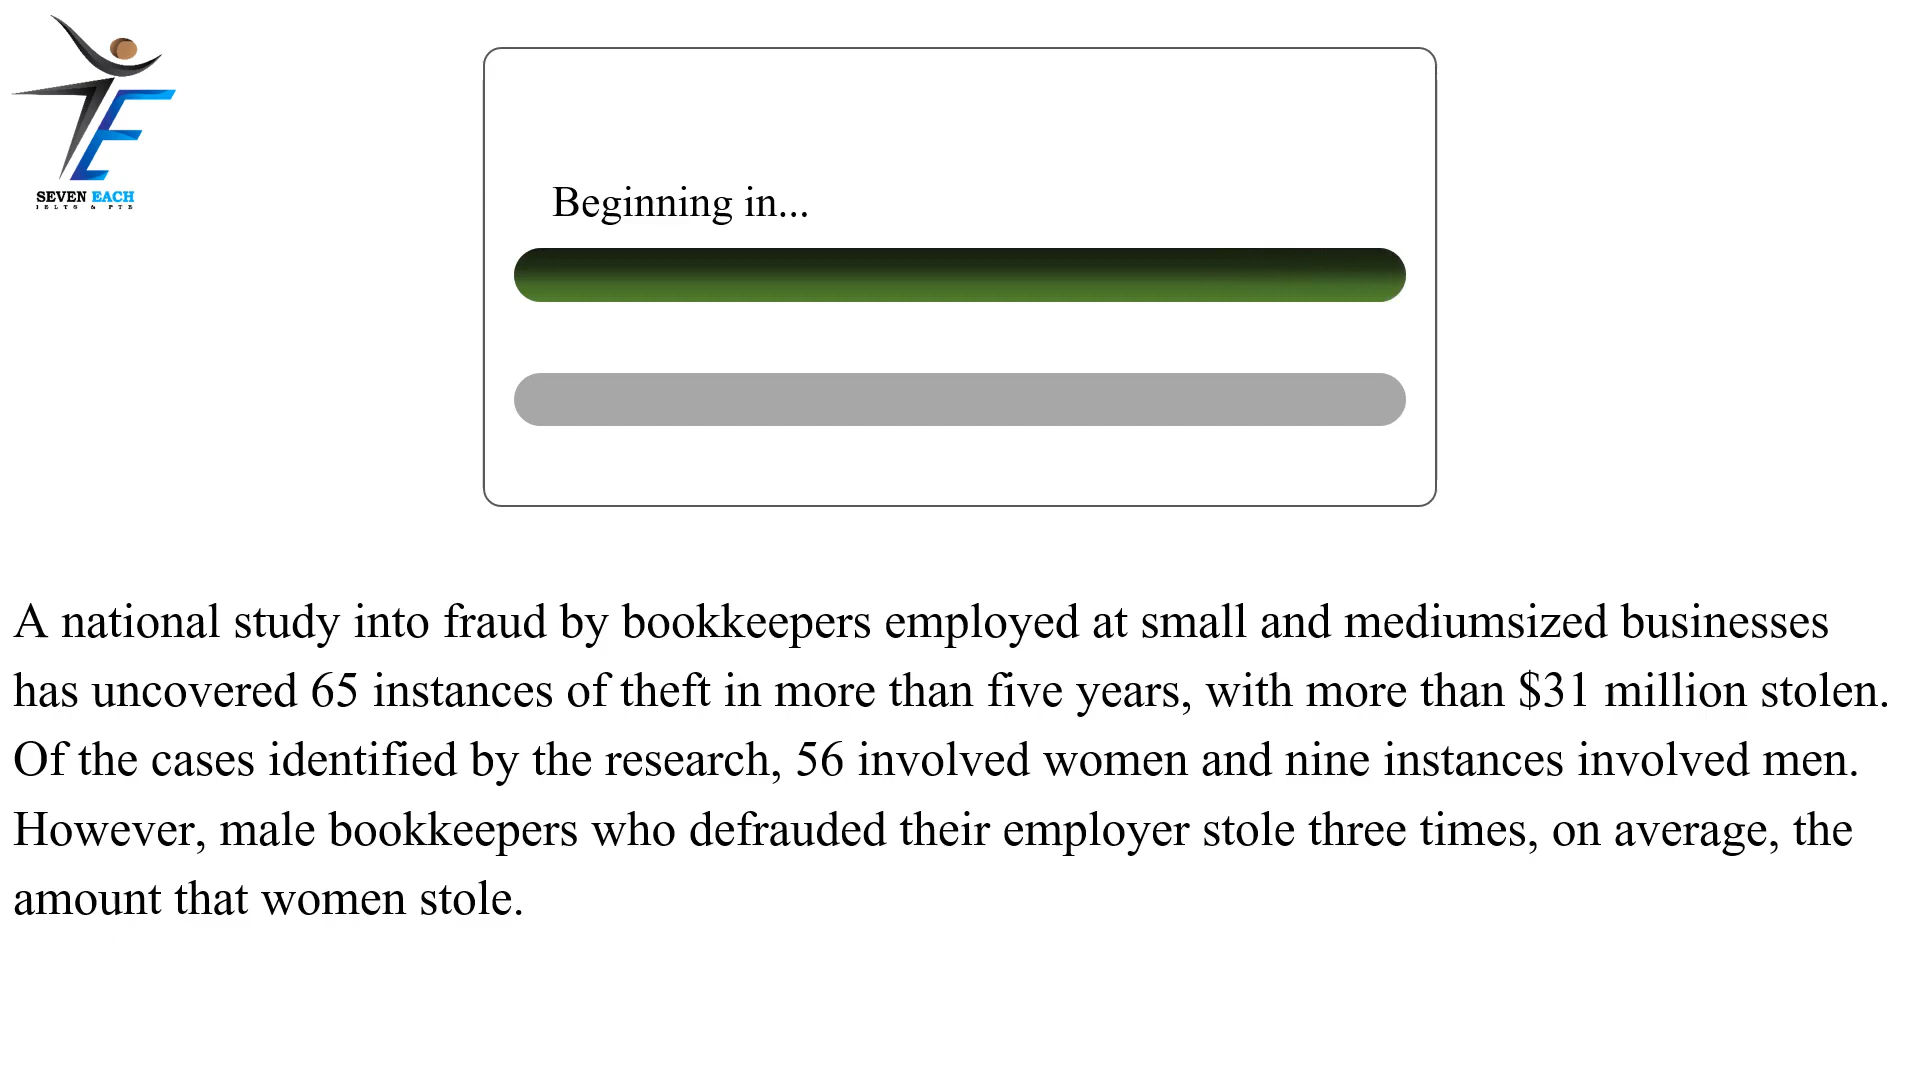 SEVEN EACH
IELTS & PTE
Beginning in...
A national study into fraud by bookkeepers employed at small and mediumsized businesses
has uncovered 65 instances of theft in more than five years, with more than $31 million stolen.
Of the cases identified by the research, 56 involved women and nine instances involved men.
However, male bookkeepers who defrauded their employer stole three times, on average, the
amount that women stole.